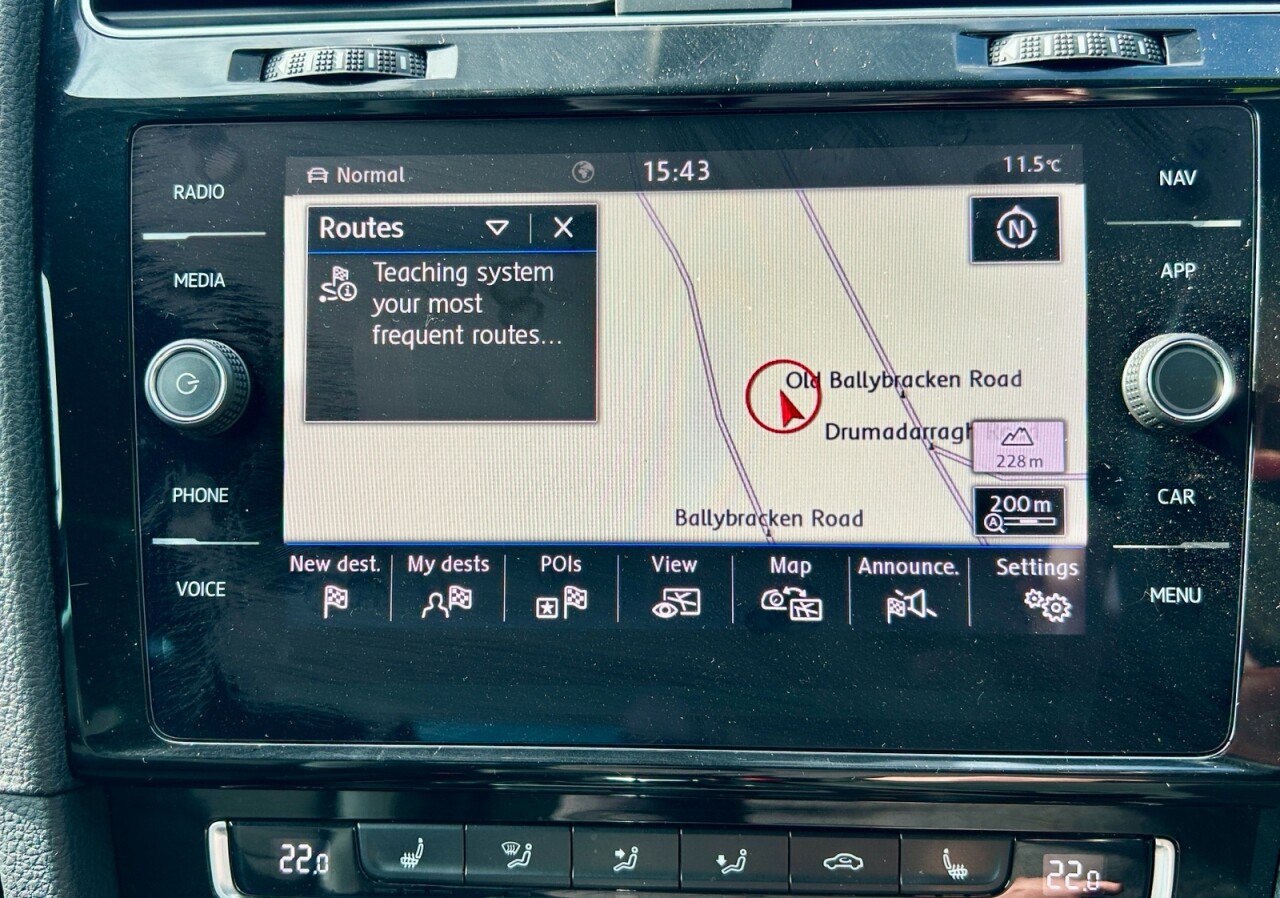 Normal
15:43
11.5°C
RADIO
MEDIA
PHONE
VOICE
Routes
Teaching system
your most
frequent routes...
N
Old Ballybracken Road
Drumadarragh
228m
200m
A
Ballybracken Road
New dest.
My dests
POIs
View
Map
Announce.
Settings
NAV
APP
CAR
MENU
22.0
22.0